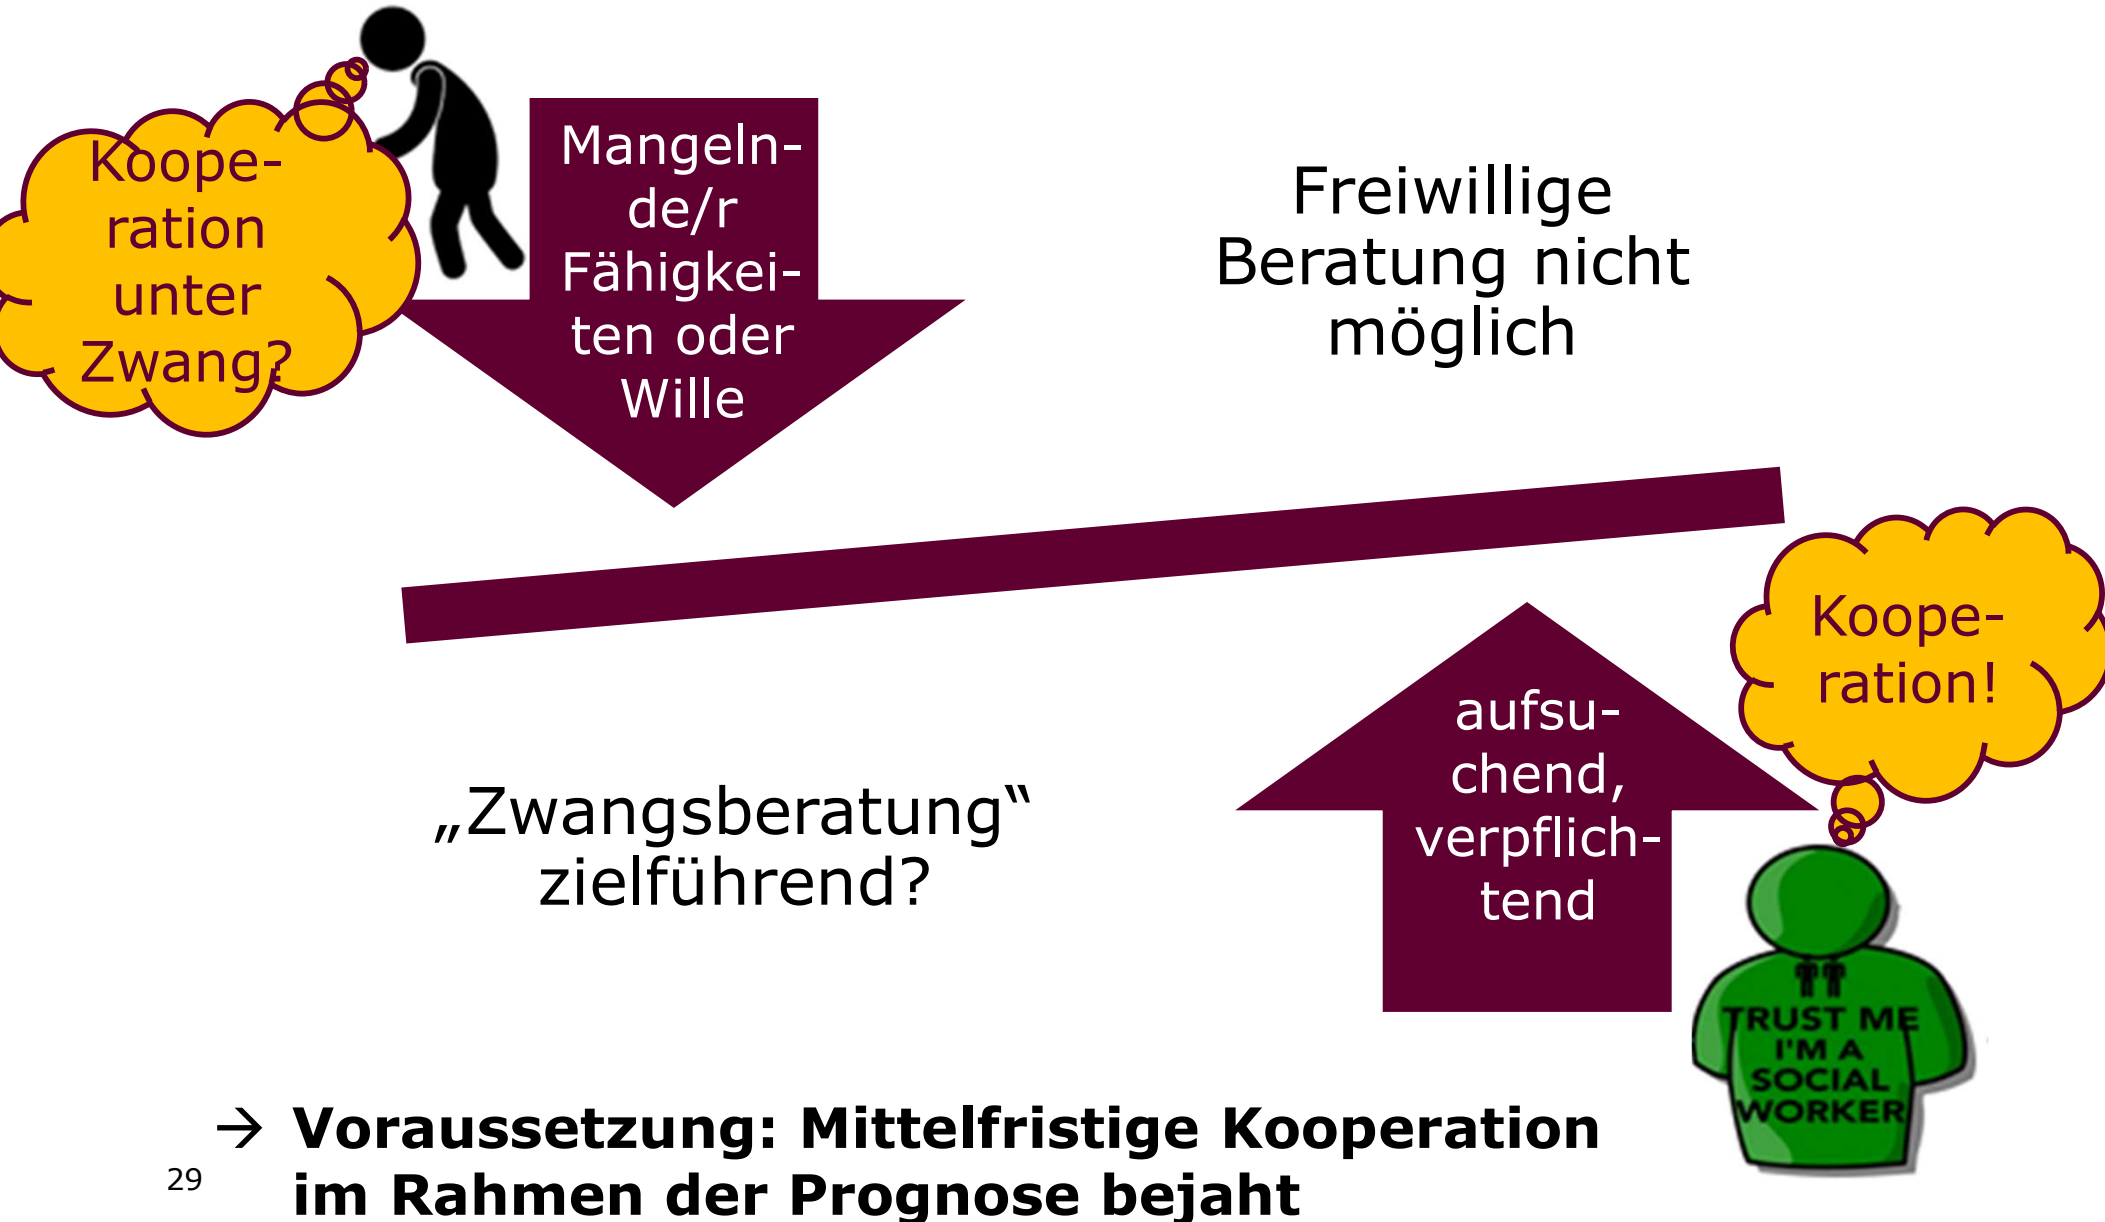 Koope-
ration
unter
Zwang?
Mangeln-
de/r
Fähigkei-
ten oder
Wille
Freiwillige
Beratung nicht
möglich
„Zwangsberatung“
zielführend?
aufsu-
chend,
verpflich-
tend
Koope-
ration!
TRUST ME
I'M A
SOCIAL
WORKER
→ Voraussetzung: Mittelfristige Kooperation
im Rahmen der Prognose bejaht
29